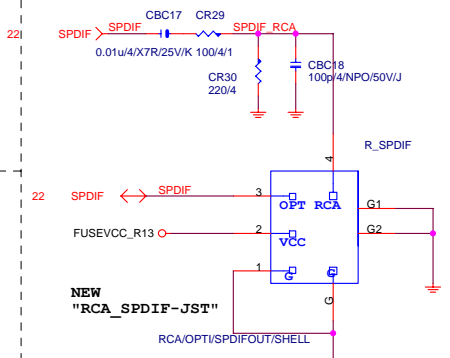 CBC17 CR29
22 SPDIF SPDIF SPDIF_RCA
0.01u/4/X7R/25V/K 100/4/1
CR30
220/4
CBC18
100p/4/NPO/50V/J
R_SPDIF
4
22 SPDIF SPDIF 3 OPT RCA G1
FUSEVCC_R13 2 VCC G2
1 G G
NEW
"RCA_SPDIF-JST"
G
RCA/OPTI/SPDIFOUT/SHELL